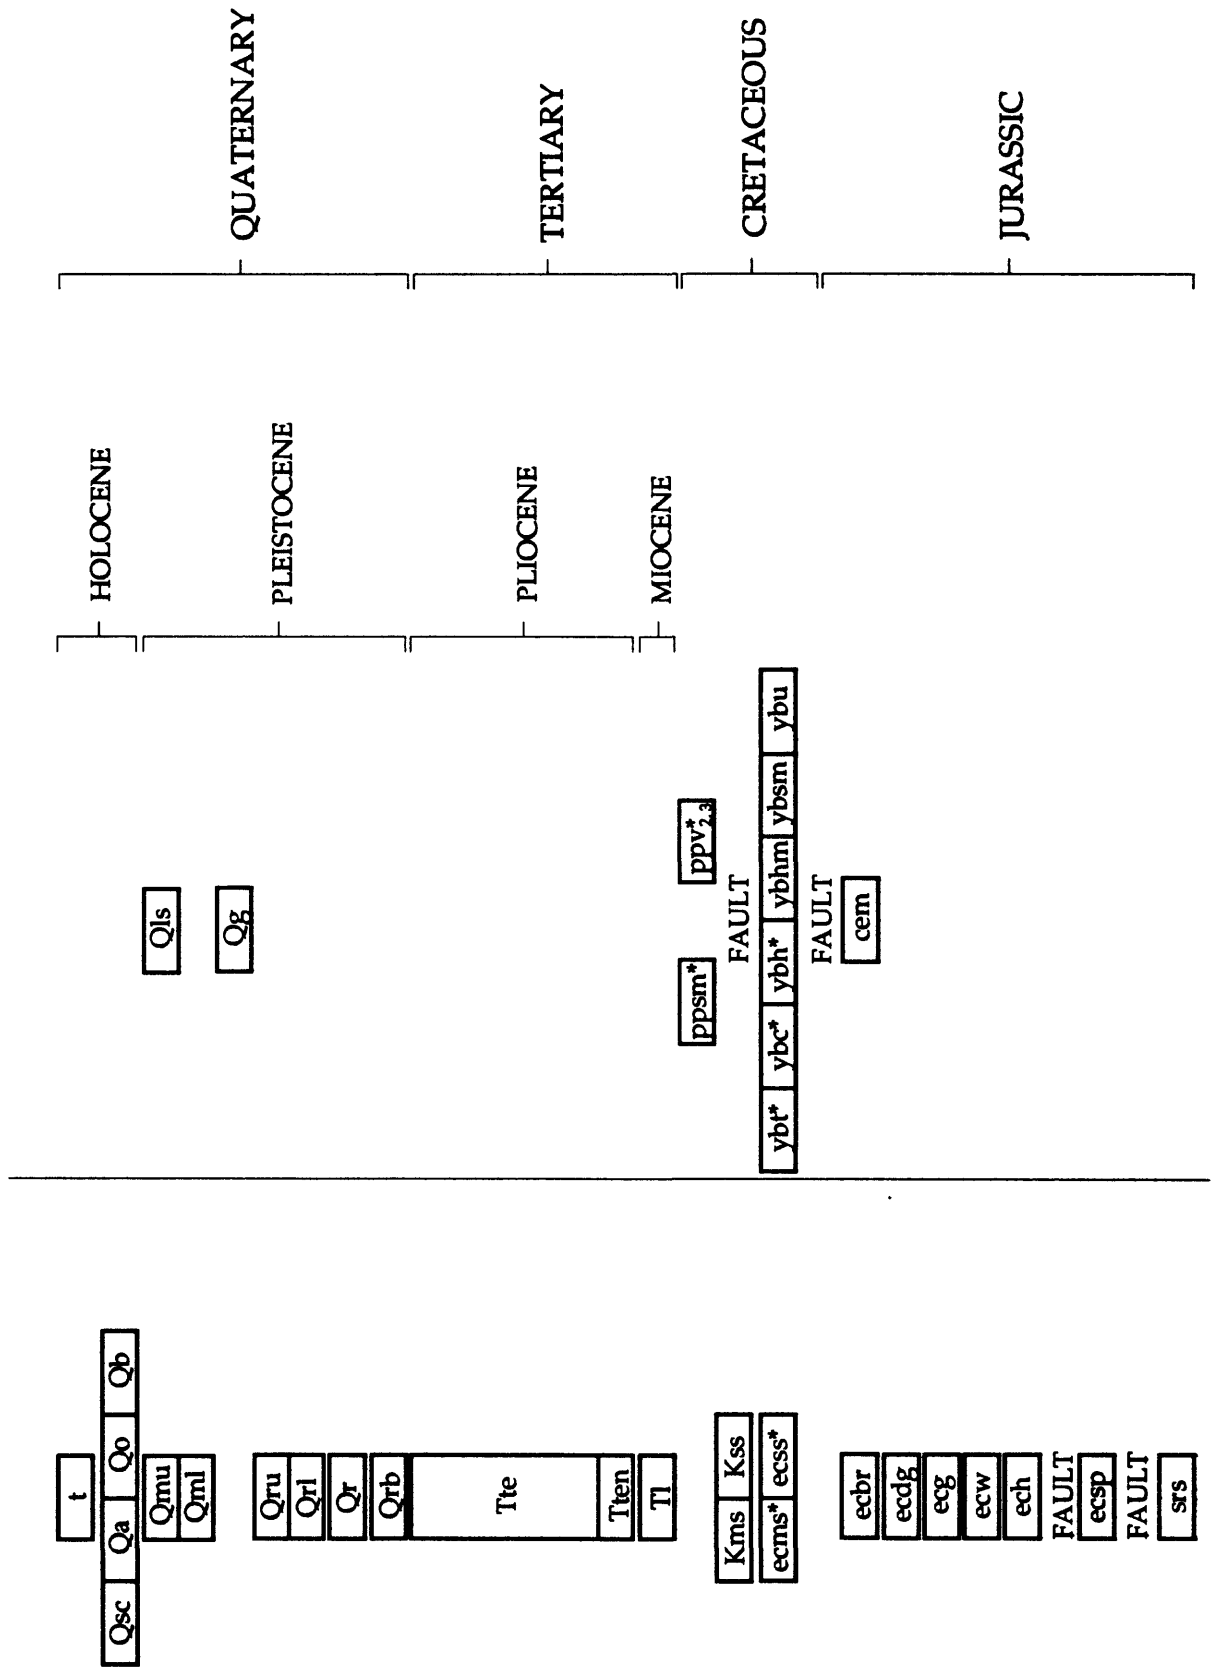 t
Qsc Qa Qo Qb
Qmu
Qml
Qru
Qrl
Qr
Qrb
Tte
Tten
Tl
Kms Kss
ecms* ecss*
ecbr
ecdg
ecg
ecw
ech
FAULT
ecsp
FAULT
srs
Qls
Qg
ppsm* ppv*2,3
FAULT
ybt* ybc* ybh* ybhm ybsm ybu
FAULT
cem
HOLOCENE
PLEISTOCENE
PLIOCENE
MIOCENE
QUATERNARY
TERTIARY
CRETACEOUS
JURASSIC